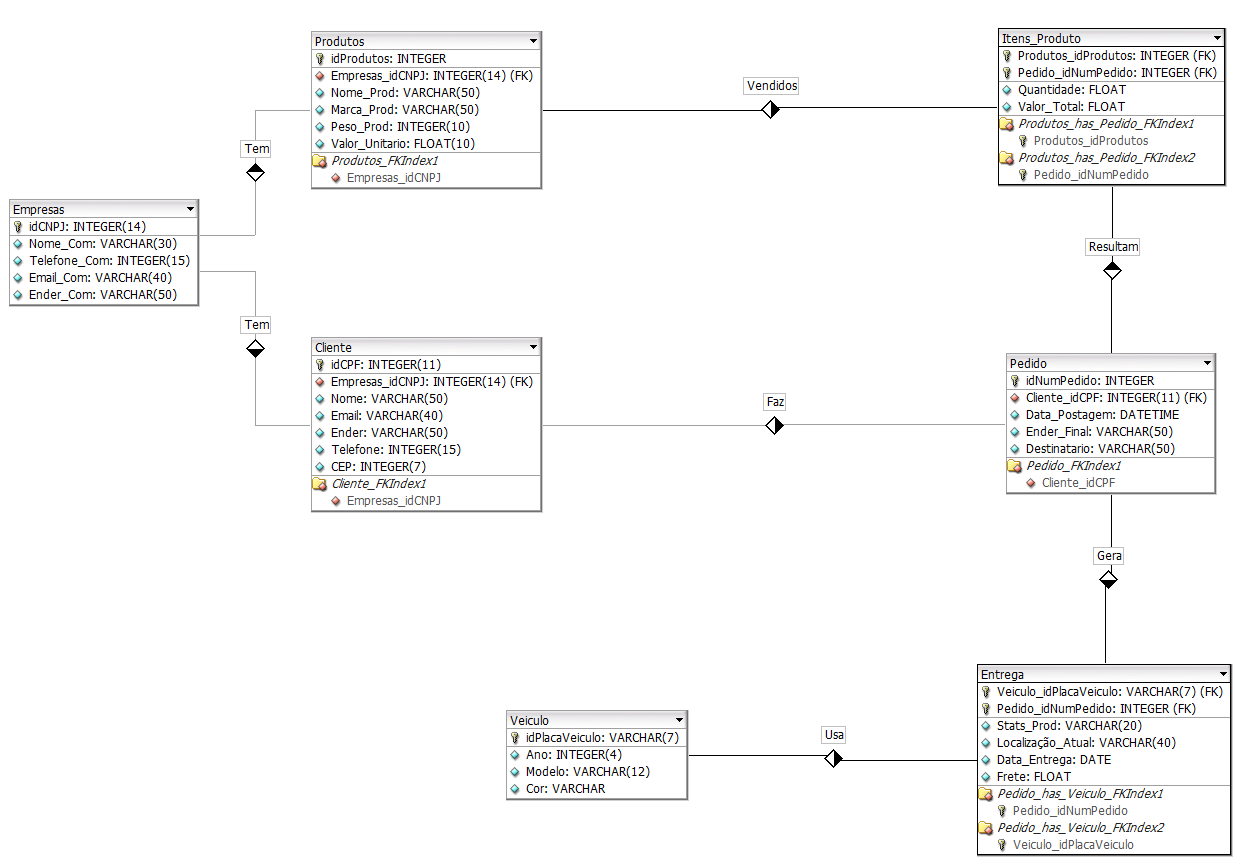 Produtos
idProdutos: INTEGER
Empresas_idCNPJ: INTEGER(14) (FK)
Nome_Prod: VARCHAR(50)
Marca_Prod: VARCHAR(50)
Peso_Prod: INTEGER(10)
Valor_Unitario: FLOAT(10)
Produtos_FKIndex1
Empresas_idCNPJ
Vendidos
Itens_Produto
Produtos_idProdutos: INTEGER (FK)
Pedido_idNumPedido: INTEGER (FK)
Quantidade: FLOAT
Valor_Total: FLOAT
Produtos_has_Pedido_FKIndex1
Produtos_idProdutos
Produtos_has_Pedido_FKIndex2
Pedido_idNumPedido
Tem
Empresas
idCNPJ: INTEGER(14)
Nome_Com: VARCHAR(30)
Telefone_Com: INTEGER(15)
Email_Com: VARCHAR(40)
Ender_Com: VARCHAR(50)
Resultam
Tem
Cliente
idCPF: INTEGER(11)
Empresas_idCNPJ: INTEGER(14) (FK)
Nome: VARCHAR(50)
Email: VARCHAR(40)
Ender: VARCHAR(50)
Telefone: INTEGER(15)
CEP: INTEGER(7)
Cliente_FKIndex1
Empresas_idCNPJ
Faz
Pedido
idNumPedido: INTEGER
Cliente_idCPF: INTEGER(11) (FK)
Data_Postagem: DATETIME
Ender_Final: VARCHAR(50)
Destinatario: VARCHAR(50)
Pedido_FKIndex1
Cliente_idCPF
Gera
Entrega
Veiculo_idPlacaVeiculo: VARCHAR(7) (FK)
Pedido_idNumPedido: INTEGER (FK)
Stats_Prod: VARCHAR(20)
Localização_Atual: VARCHAR(40)
Data_Entrega: DATE
Frete: FLOAT
Pedido_has_Veiculo_FKIndex1
Pedido_idNumPedido
Pedido_has_Veiculo_FKIndex2
Veiculo_idPlacaVeiculo
Veiculo
idPlacaVeiculo: VARCHAR(7)
Ano: INTEGER(4)
Modelo: VARCHAR(12)
Cor: VARCHAR
Usa